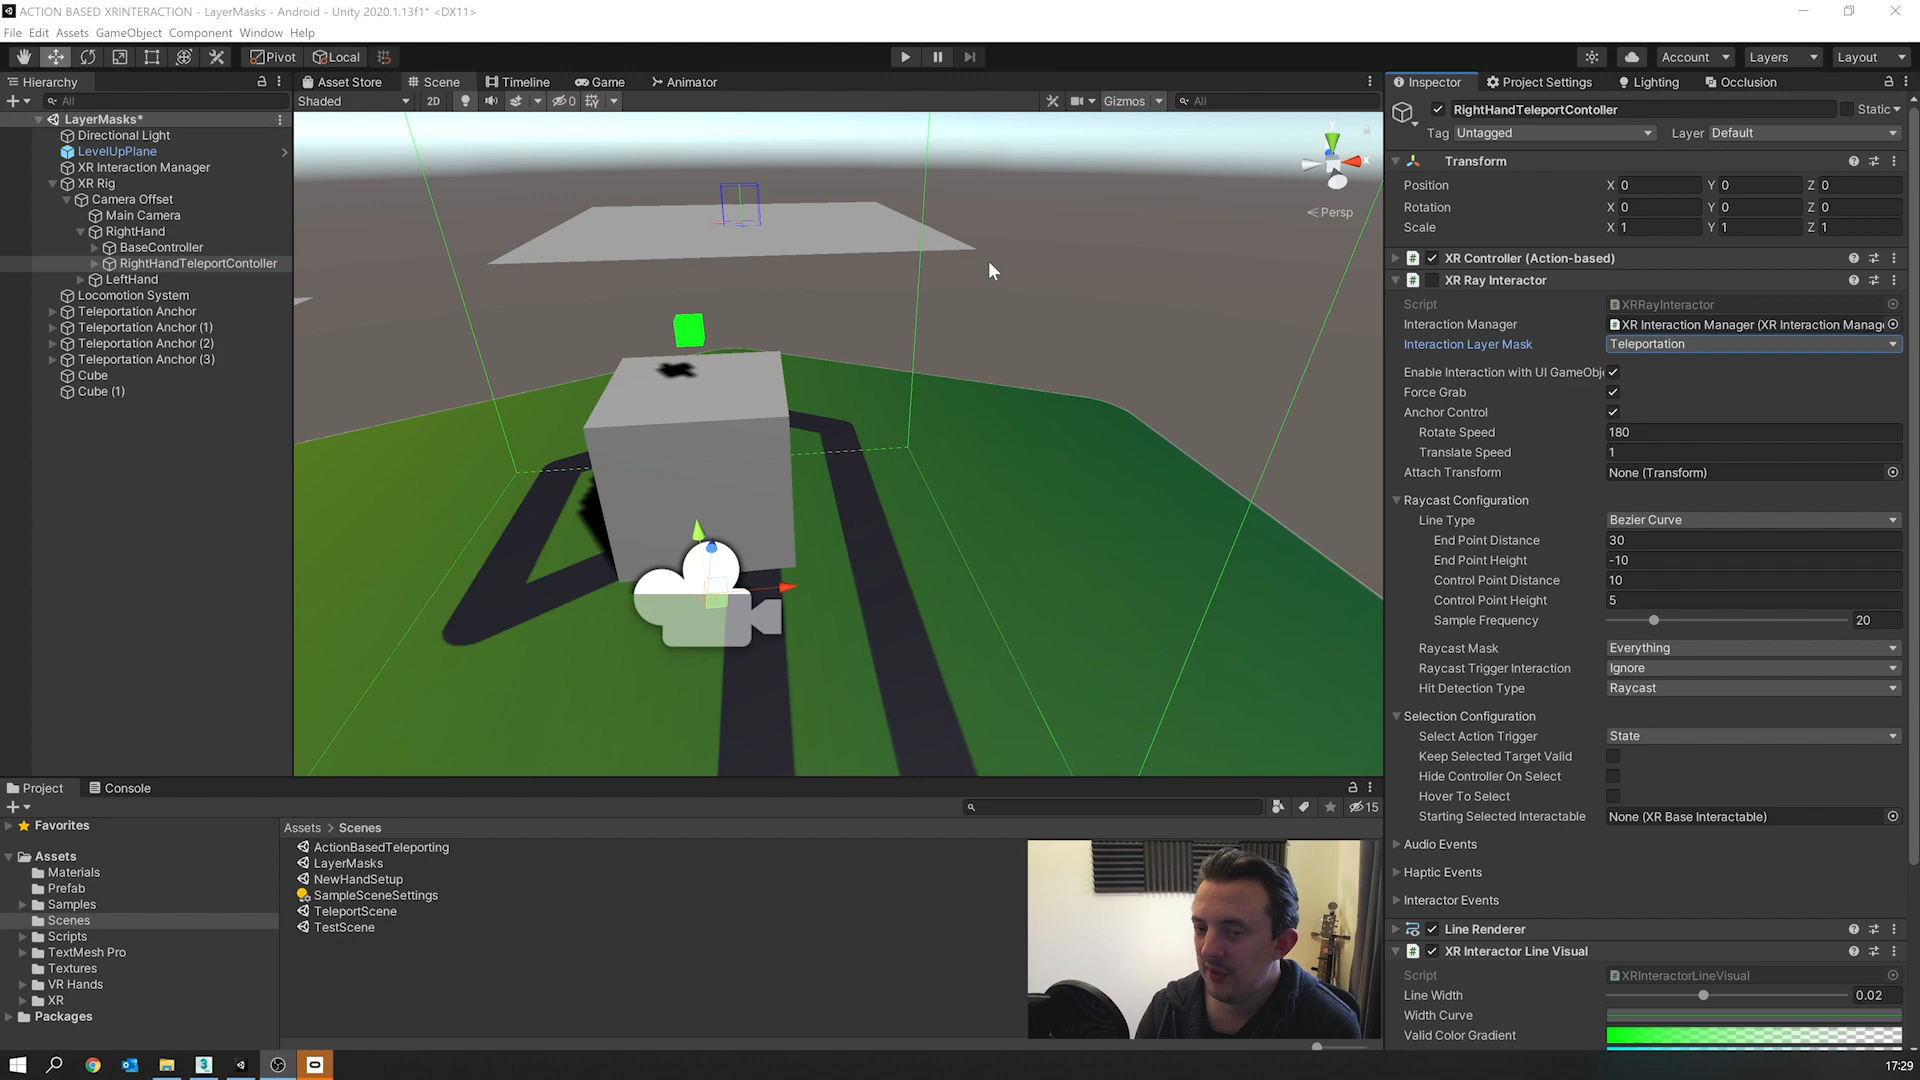 ACTION BASED XRINTERACTION - LayerMasks - Android - Unity 2020.1.13f1* <DX11>
File Edit Assets GameObject Component Window Help
Pivot Local Account Layers Layout
Hierarchy
All
LayerMasks*
Directional Light
LevelUpPlane
XR Interaction Manager
XR Rig
Camera Offset
Main Camera
RightHand
BaseController
RightHandTeleportContoller
LeftHand
Locomotion System
Teleportation Anchor
Teleportation Anchor (1)
Teleportation Anchor (2)
Teleportation Anchor (3)
Cube
Cube (1)
Asset Store Scene Timeline Game Animator
Shaded 2D 0 Gizmos All
y
x
Persp
Inspector Project Settings Lighting Occlusion
RightHandTeleportContoller Static
Tag Untagged Layer Default
Transform
Position X 0 Y 0 Z 0
Rotation X 0 Y 0 Z 0
Scale X 1 Y 1 Z 1
XR Controller (Action-based)
XR Ray Interactor
Script XRRayInteractor
Interaction Manager XR Interaction Manager (XR Interaction Manag
Interaction Layer Mask Teleportation
Enable Interaction with UI GameObj
Force Grab
Anchor Control
Rotate Speed 180
Translate Speed 1
Attach Transform None (Transform)
Raycast Configuration
Line Type Bezier Curve
End Point Distance 30
End Point Height -10
Control Point Distance 10
Control Point Height 5
Sample Frequency 20
Raycast Mask Everything
Raycast Trigger Interaction Ignore
Hit Detection Type Raycast
Selection Configuration
Select Action Trigger State
Keep Selected Target Valid
Hide Controller On Select
Hover To Select
Starting Selected Interactable None (XR Base Interactable)
Audio Events
Haptic Events
Interactor Events
Line Renderer
XR Interactor Line Visual
Script XRInteractorLineVisual
Line Width 0.02
Width Curve
Valid Color Gradient
Project Console
15
Favorites
Assets
Materials
Prefab
Samples
Scenes
Scripts
TextMesh Pro
Textures
VR Hands
XR
Packages
Assets > Scenes
ActionBasedTeleporting
LayerMasks
NewHandSetup
SampleSceneSettings
TeleportScene
TestScene
17:29